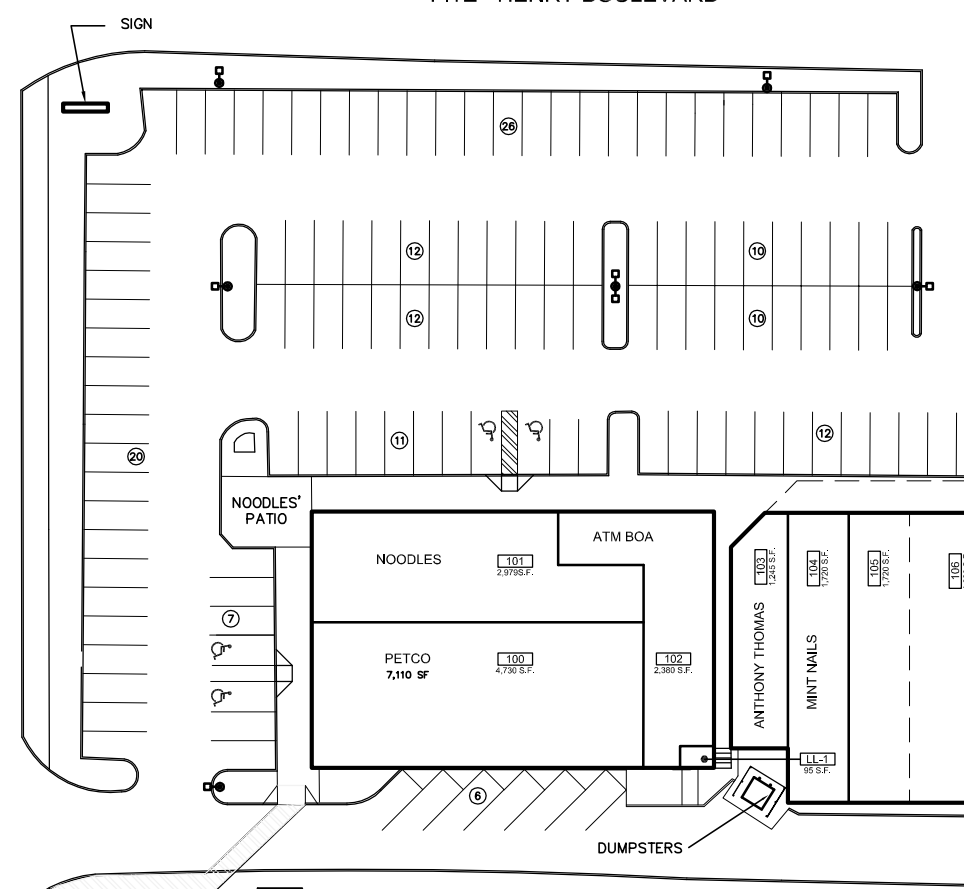 SIGN
26
12
10
12
10
11
12
20
NOODLES'
PATIO
ATM BOA
NOODLES
101
2,979S.F.
103
1,245 S.F.
104
1,720 S.F.
105
1,720 S.F.
106
7
PETCO
7,110 SF
100
4,730 S.F.
102
2,380 S.F.
ANTHONY THOMAS
MINT NAILS
LL-1
95 S.F.
6
DUMPSTERS